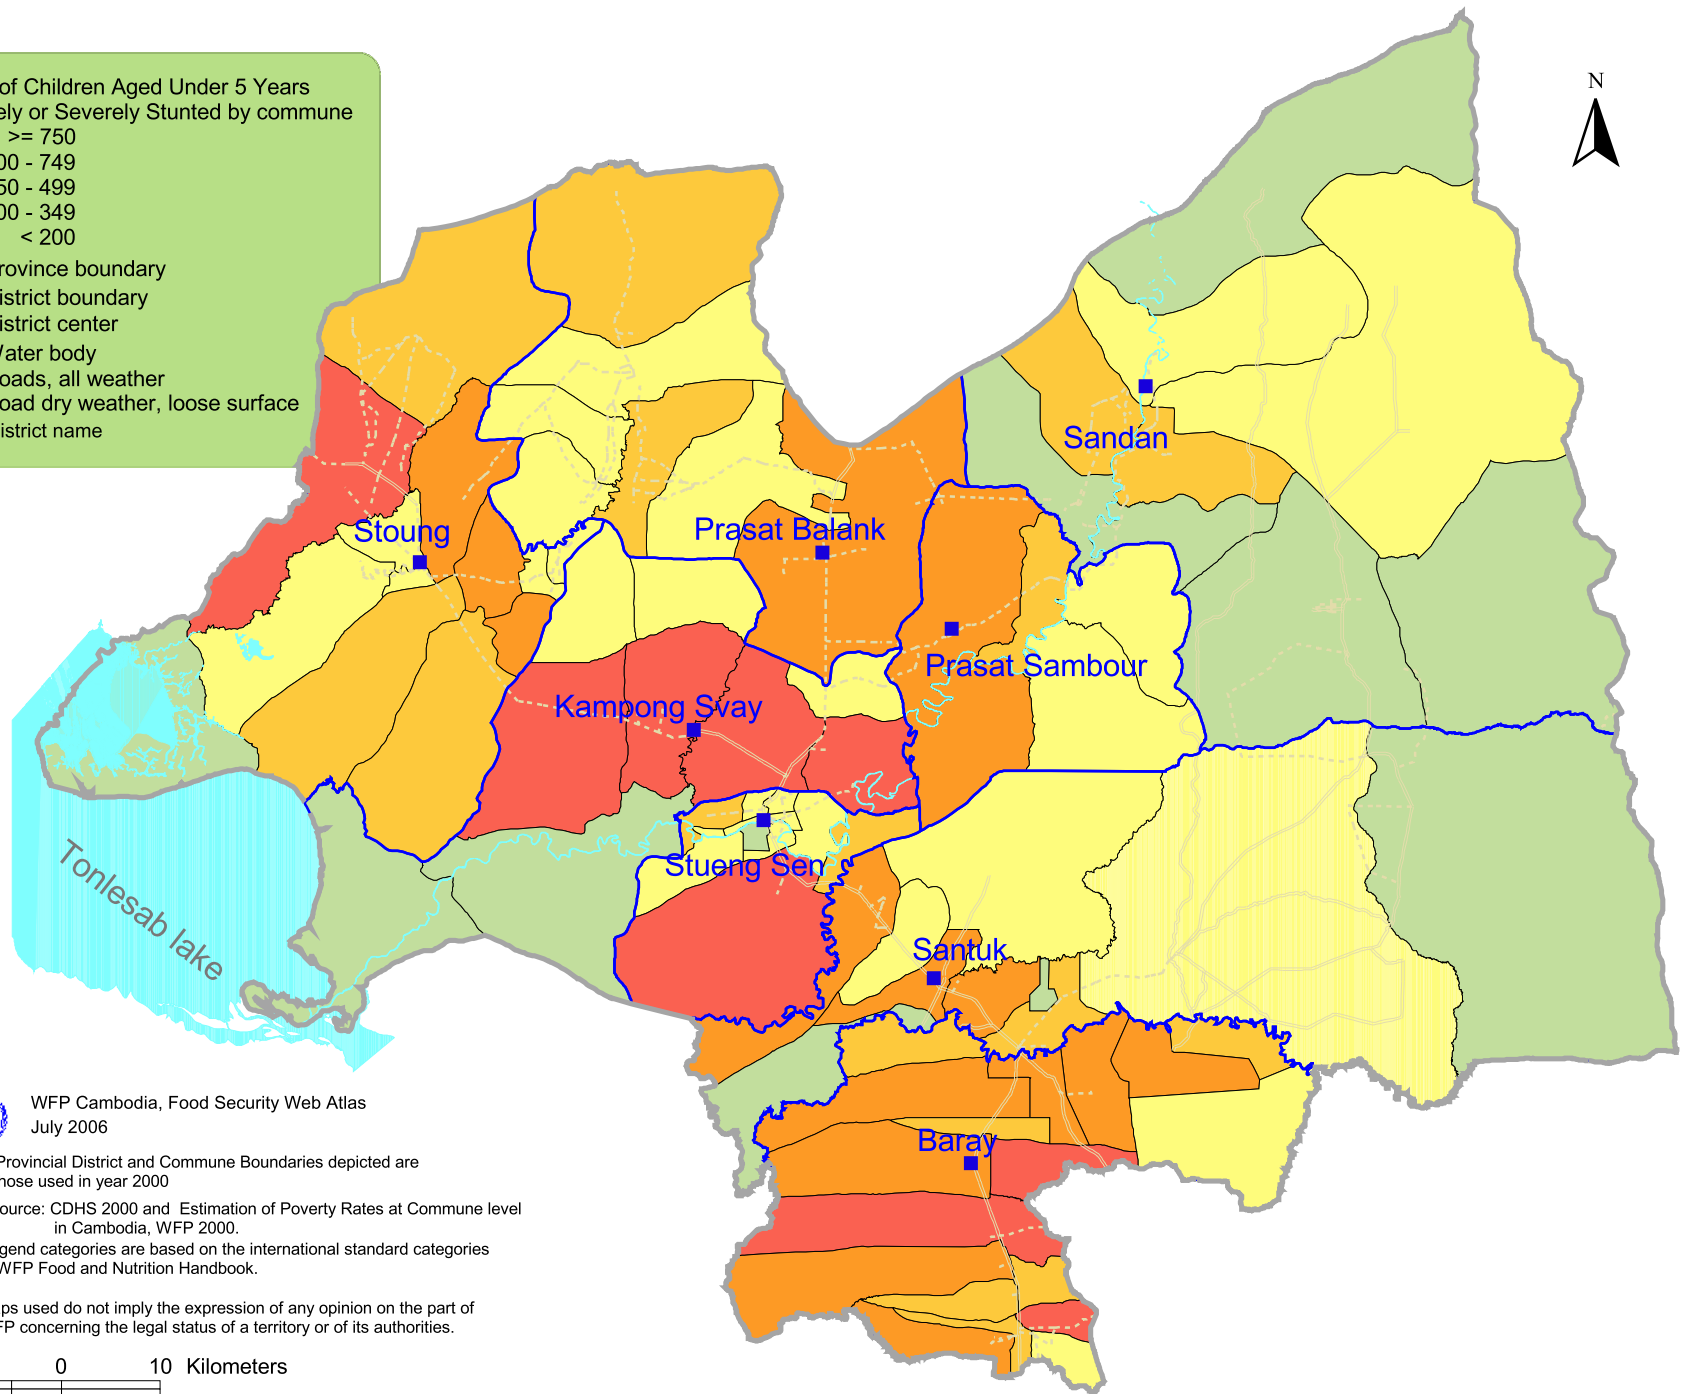 of Children Aged Under 5 Years
ely or Severely Stunted by commune
>= 750
00 - 749
50 - 499
00 - 349
< 200
rovince boundary
istrict boundary
istrict center
Water body
oads, all weather
oad dry weather, loose surface
istrict name
N
Sandan
Stoung
Prasat Balank
Prasat Sambour
Kampong Svay
Stueng Sen
Tonlesab lake
Santuk
Baray
WFP Cambodia, Food Security Web Atlas
July 2006
Provincial District and Commune Boundaries depicted are
hose used in year 2000
ource: CDHS 2000 and Estimation of Poverty Rates at Commune level
in Cambodia, WFP 2000.
gend categories are based on the international standard categories
WFP Food and Nutrition Handbook.
ps used do not imply the expression of any opinion on the part of
FP concerning the legal status of a territory or of its authorities.
0 10 Kilometers